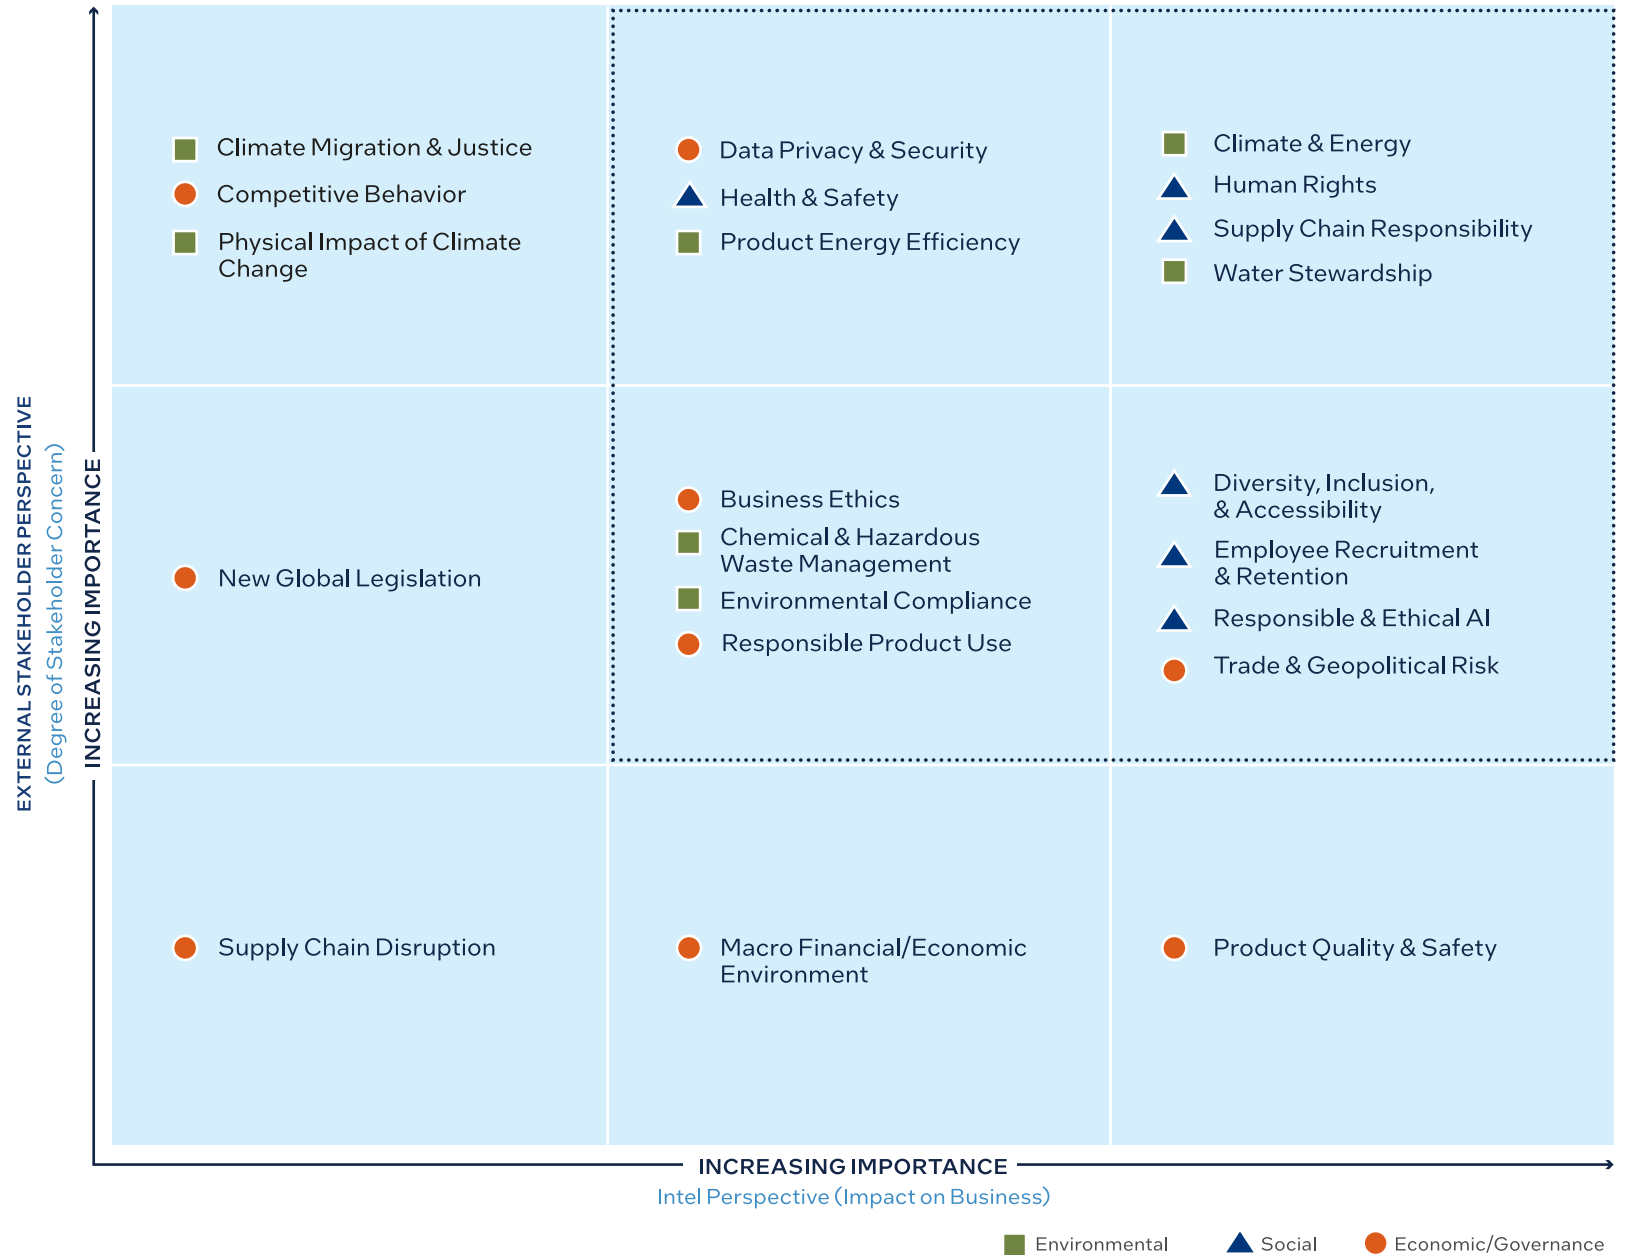 EXTERNAL STAKEHOLDER PERSPECTIVE
(Degree of Stakeholder Concern)
INCREASING IMPORTANCE
Climate Migration & Justice
Competitive Behavior
Physical Impact of Climate
Change
Data Privacy & Security
Health & Safety
Product Energy Efficiency
Climate & Energy
Human Rights
Supply Chain Responsibility
Water Stewardship
New Global Legislation
Business Ethics
Chemical & Hazardous
Waste Management
Environmental Compliance
Responsible Product Use
Diversity, Inclusion,
& Accessibility
Employee Recruitment
& Retention
Responsible & Ethical AI
Trade & Geopolitical Risk
Supply Chain Disruption
Macro Financial/Economic
Environment
Product Quality & Safety
INCREASING IMPORTANCE
Intel Perspective (Impact on Business)
Environmental
Social
Economic/Governance